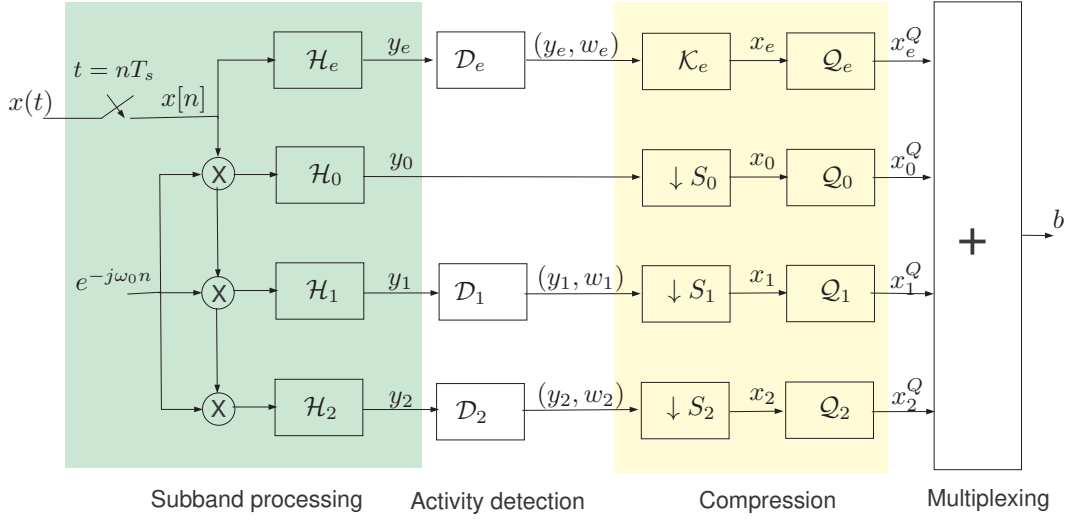 y_e (y_e, w_e) x_e x_e^Q
H_e D_e K_e Q_e
t = nT_s
x(t) x[n]
y_0 x_0 x_0^Q
X H_0 ↓ S_0 Q_0
+ b
e^{-jω_0 n} y_1 (y_1, w_1) x_1 x_1^Q
X H_1 D_1 ↓ S_1 Q_1
y_2 (y_2, w_2) x_2 x_2^Q
X H_2 D_2 ↓ S_2 Q_2
Subband processing Activity detection Compression Multiplexing